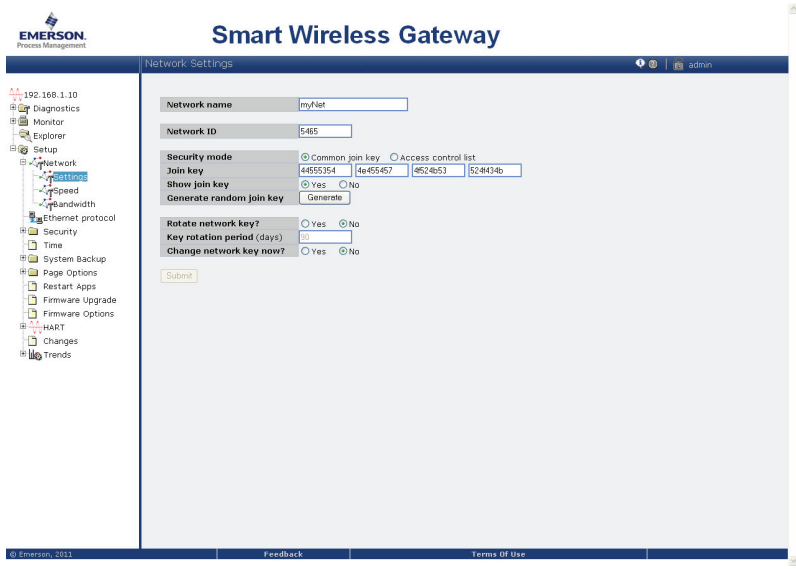 EMERSON.
Process Management
Smart Wireless Gateway
Network Settings
admin
192.168.1.10
Diagnostics
Monitor
Explorer
Setup
Network
Settings
Speed
Bandwidth
Ethernet protocol
Security
Time
System Backup
Page Options
Restart Apps
Firmware Upgrade
Firmware Options
HART
Changes
Trends
Network name myNet
Network ID 5465
Security mode Common join key Access control list
Join key 44555354 4e455457 4f524b53 524f434b
Show join key Yes No
Generate random join key Generate
Rotate network key? Yes No
Key rotation period (days) 90
Change network key now? Yes No
Submit
© Emerson, 2011 Feedback Terms Of Use